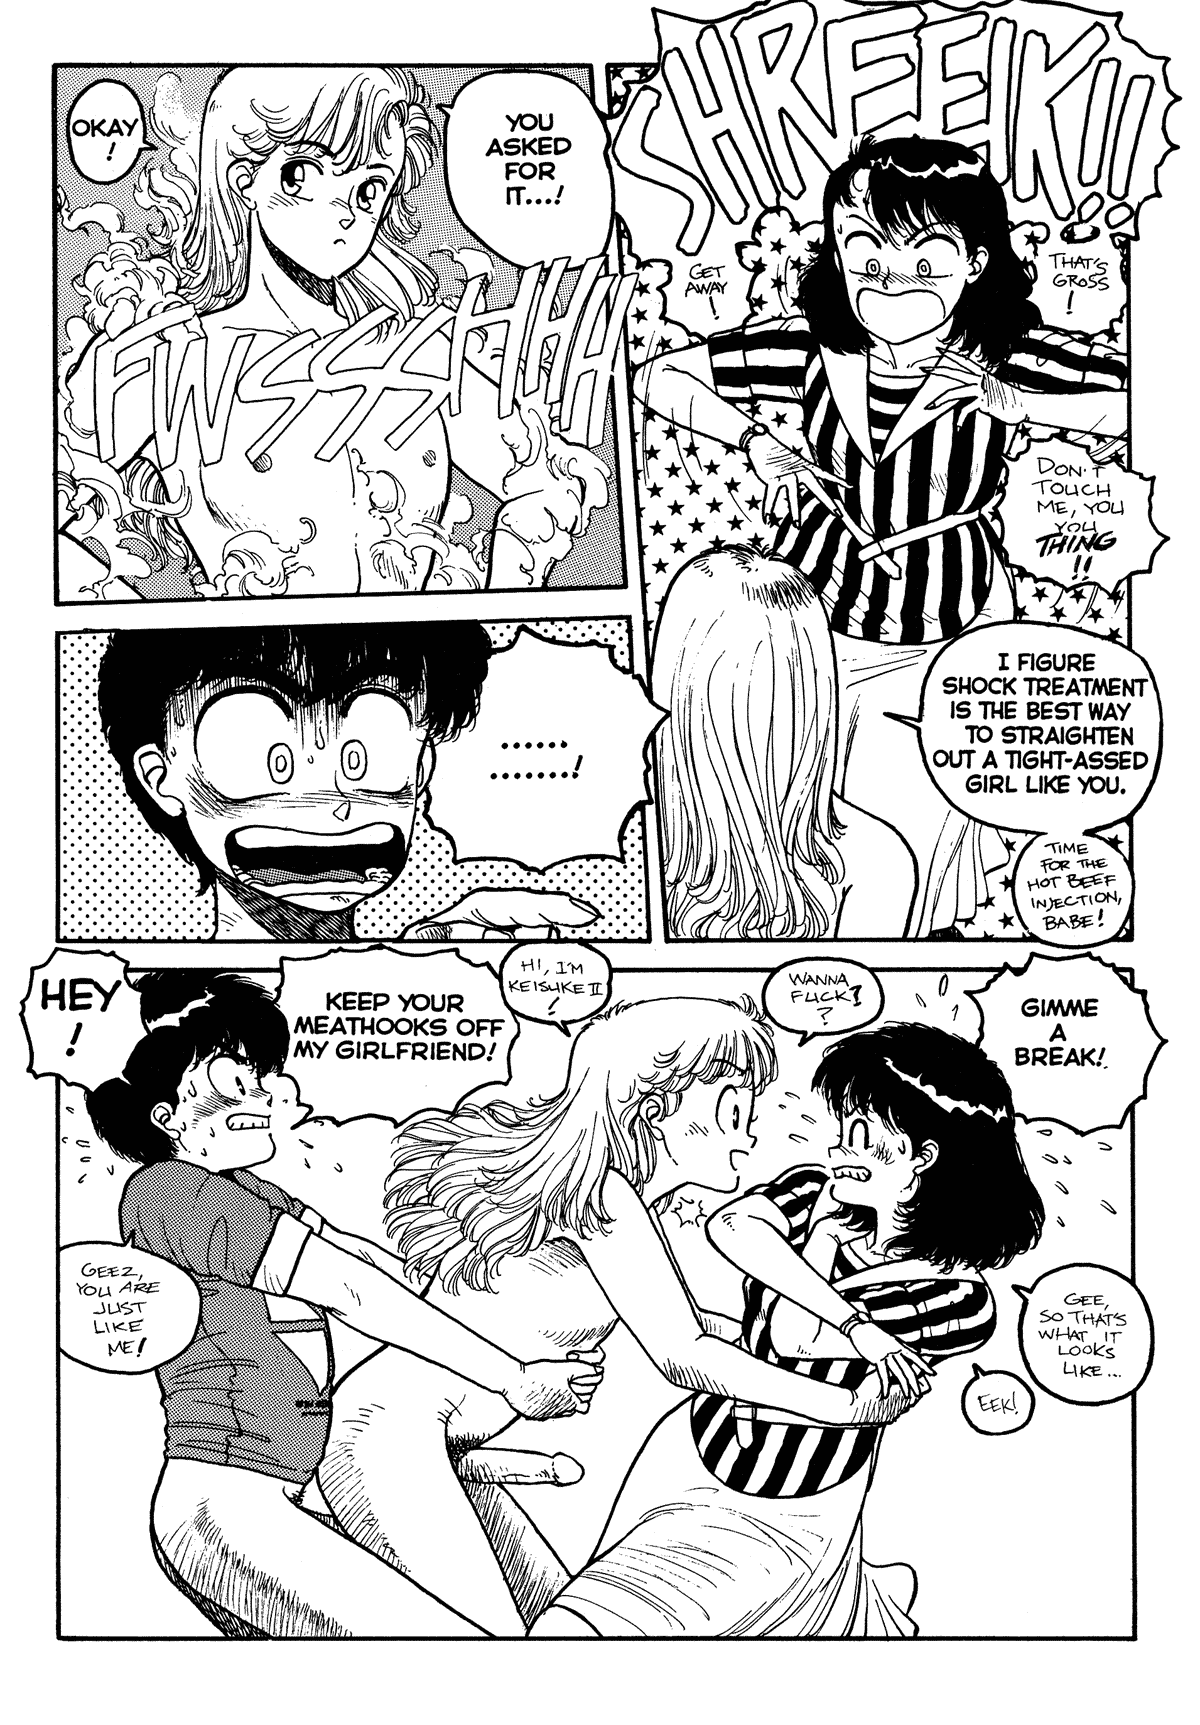 OKAY
!
YOU
ASKED
FOR
IT...!
FWSSSSHHHH
SHREEEIK!!
GET
AWAY
!
THAT'S
GROSS
!
DON'T
TOUCH
ME, YOU
YOU
THING
!!
I FIGURE
SHOCK TREATMENT
IS THE BEST WAY
TO STRAIGHTEN
OUT A TIGHT-ASSED
GIRL LIKE YOU.
TIME
FOR THE
HOT BEEF
INJECTION,
BABE!
.......
........!
HEY
!
KEEP YOUR
MEATHOOKS OFF
MY GIRLFRIEND!
HI, I'M
KEISUKE II
!
WANNA
FUCK?
?
GIMME
A
BREAK!
GEEZ,
YOU ARE
JUST
LIKE
ME!
GEE,
SO THAT'S
WHAT IT
LOOKS
LIKE...
EEK!